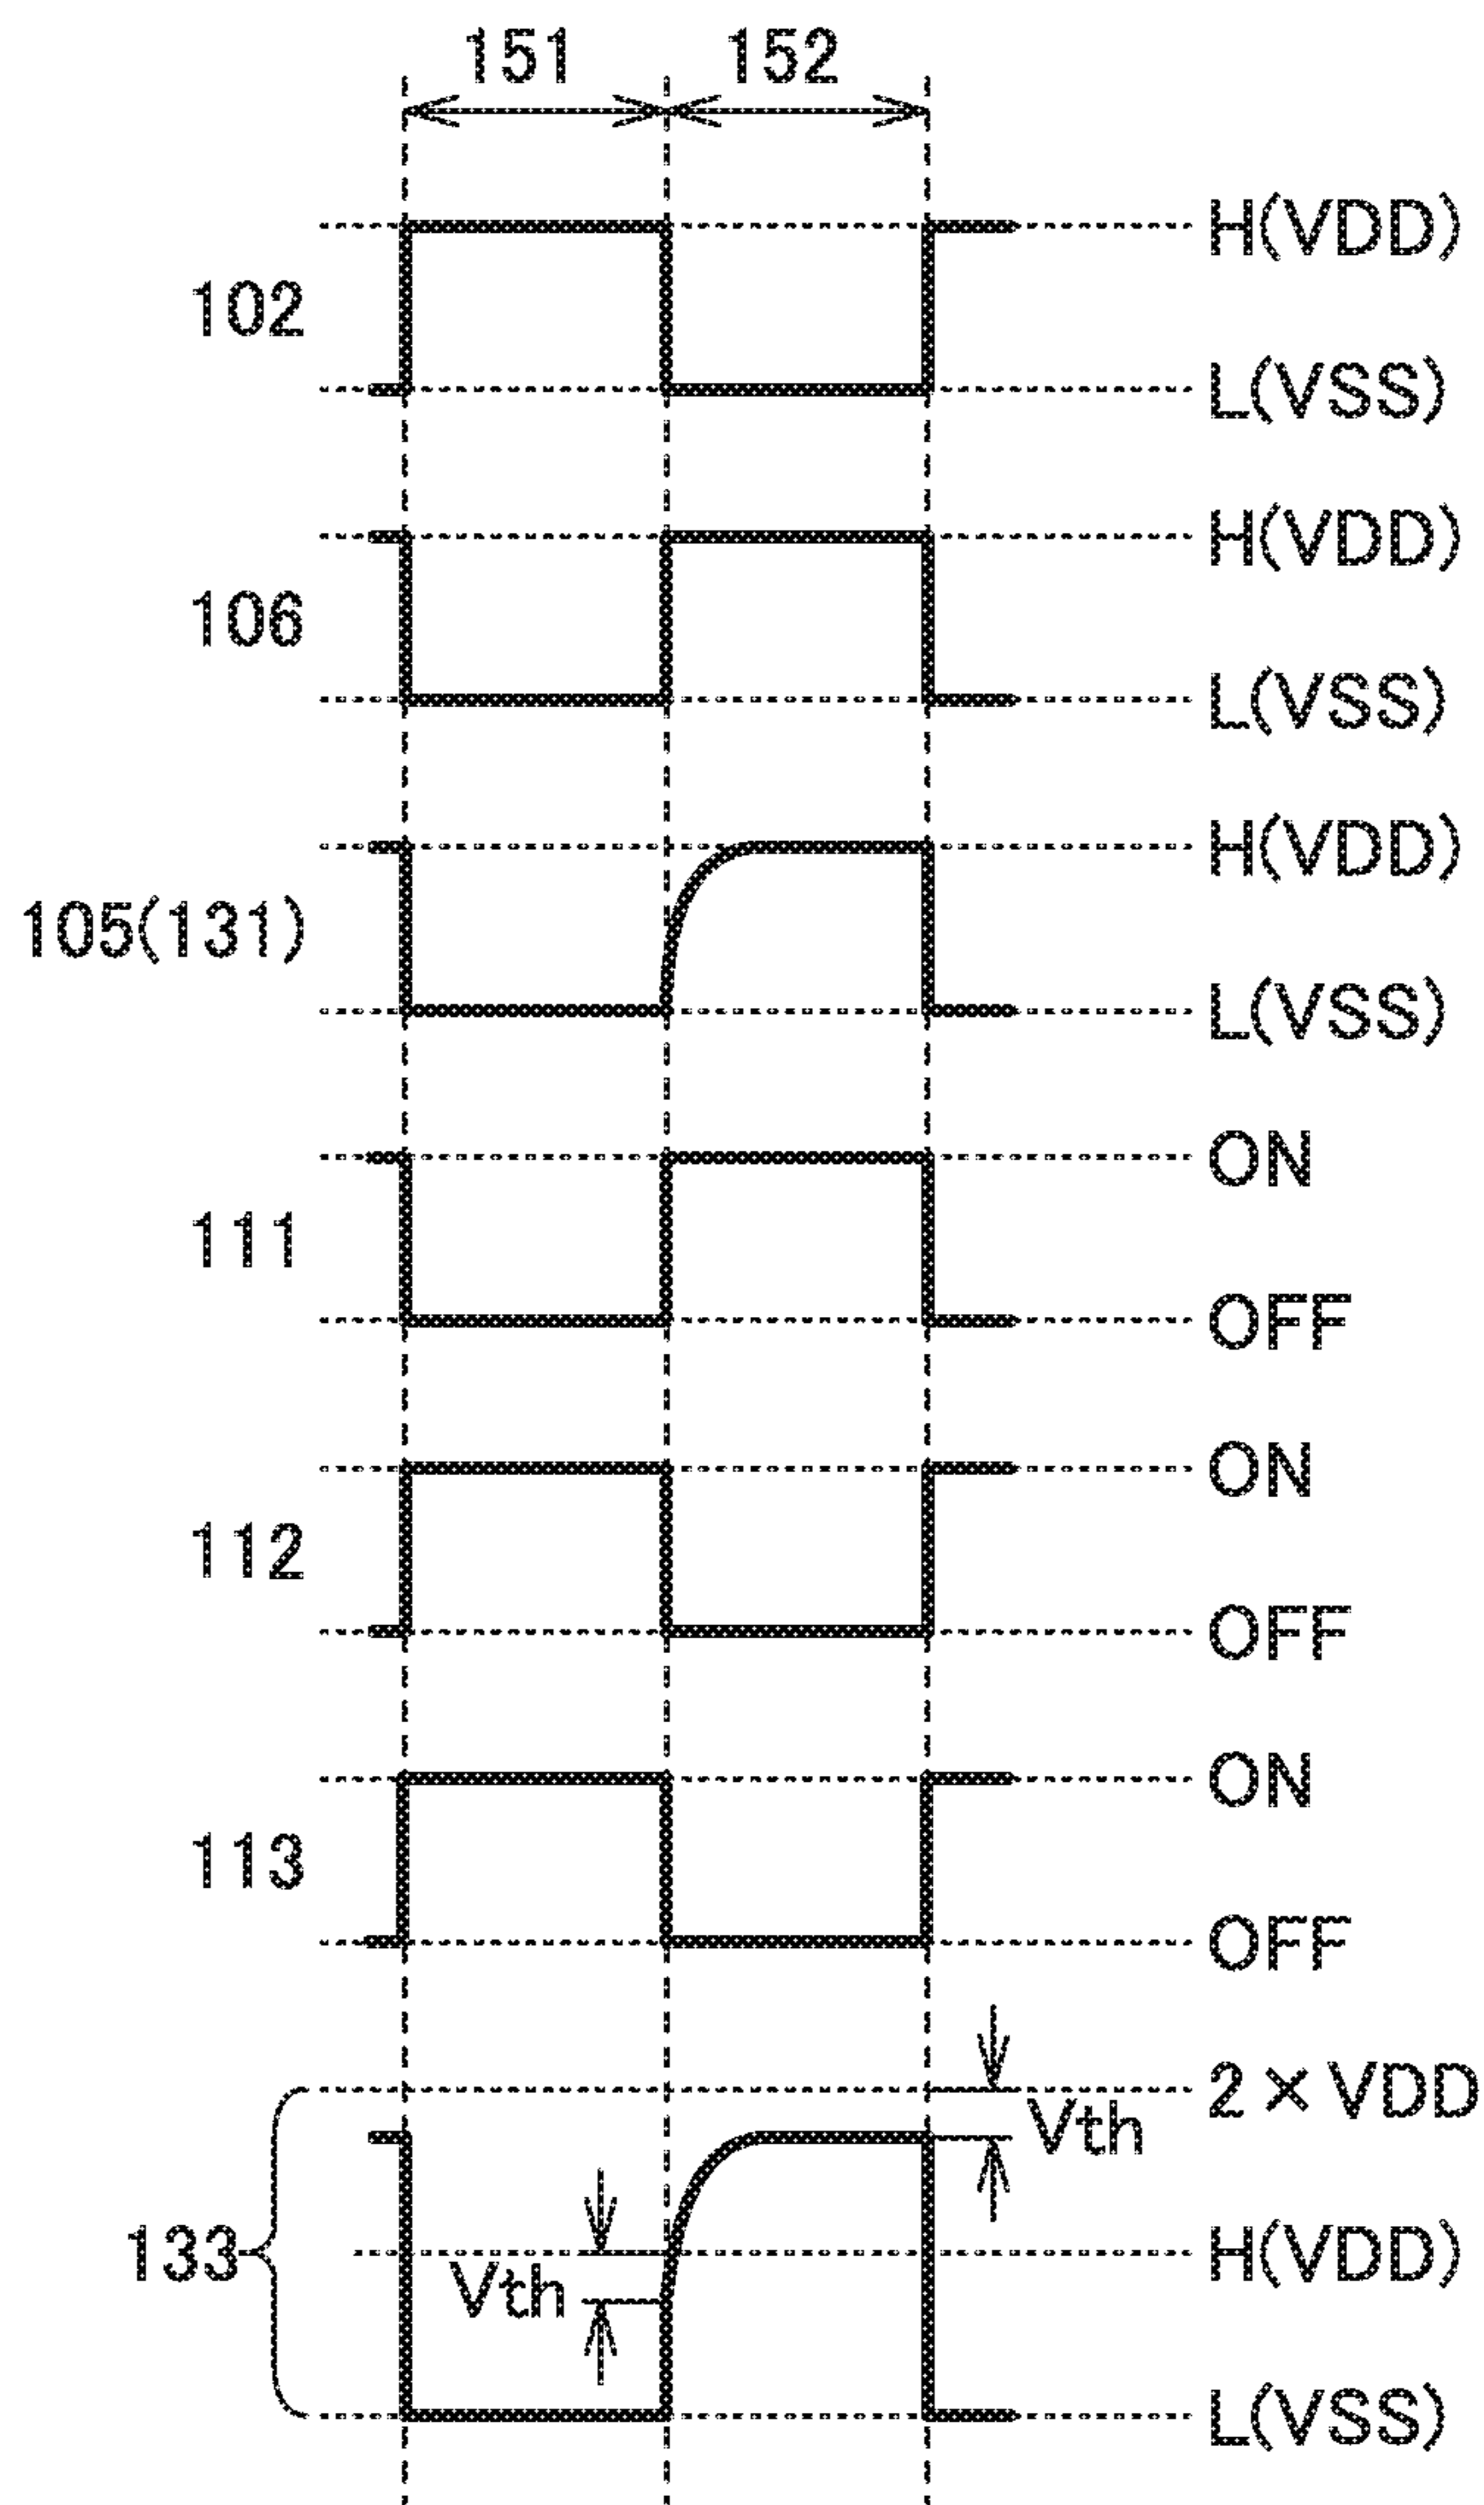 151 152
H(VDD)
102
L(VSS)
H(VDD)
106
L(VSS)
H(VDD)
105(131)
L(VSS)
ON
111
OFF
ON
112
OFF
ON
113
OFF
2 × VDD
Vth
133
H(VDD)
Vth
L(VSS)